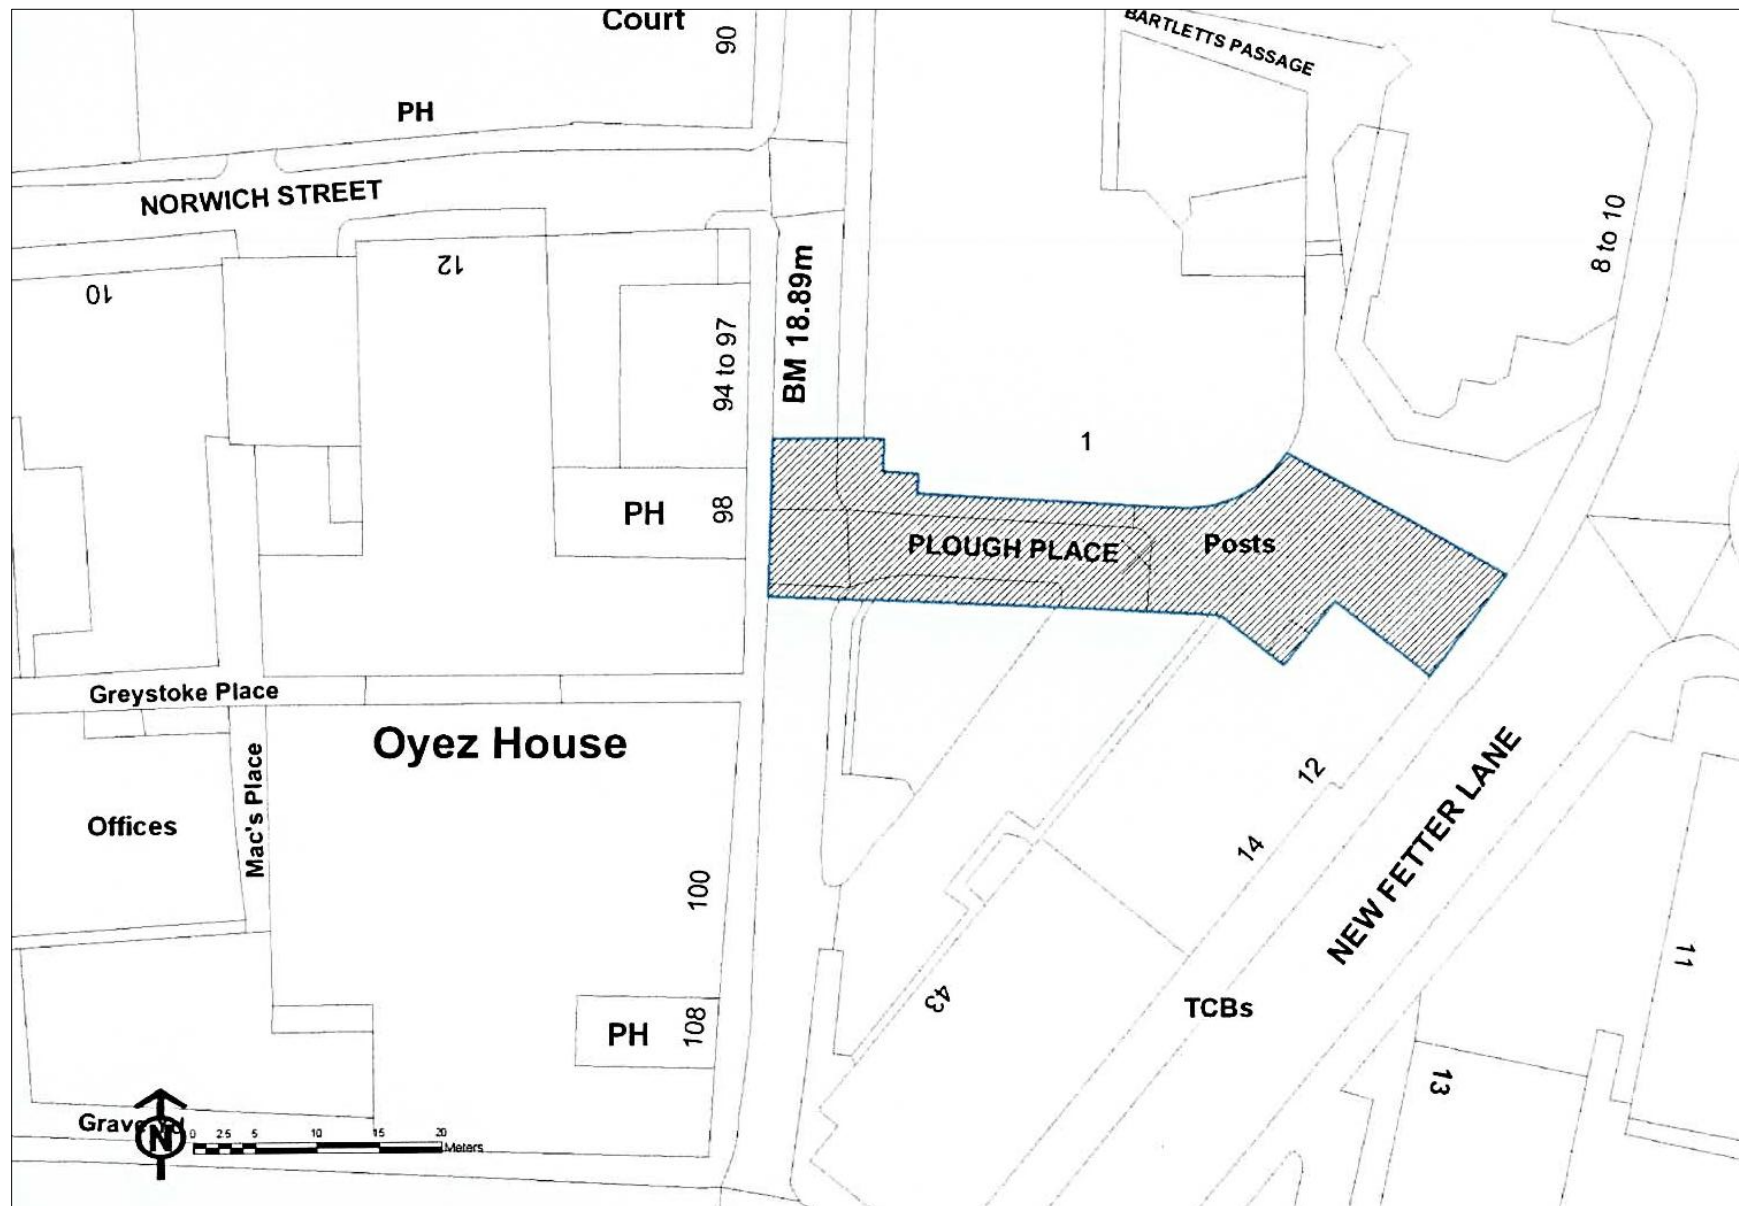 Court
90
BARTLETTS PASSAGE
PH
NORWICH STREET
8 to 10
12
10
BM 18.89m
94 to 97
1
PH
98
PLOUGH PLACE
Posts
Greystoke Place
Oyez House
Mac's Place
Offices
12
14
NEW FETTER LANE
100
43
TCBs
11
PH
108
13
N
0 2.5 5 10 15 20
Meters